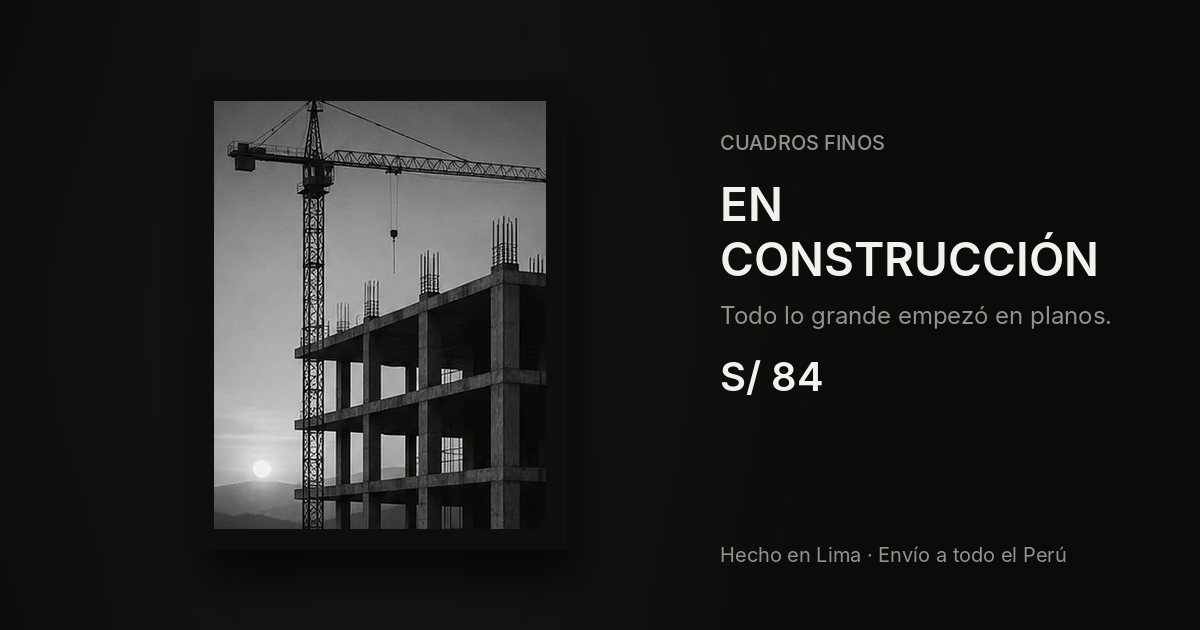 CUADROS FINOS
EN
CONSTRUCCIÓN
Todo lo grande empezó en planos.
S/ 84
Hecho en Lima · Envío a todo el Perú